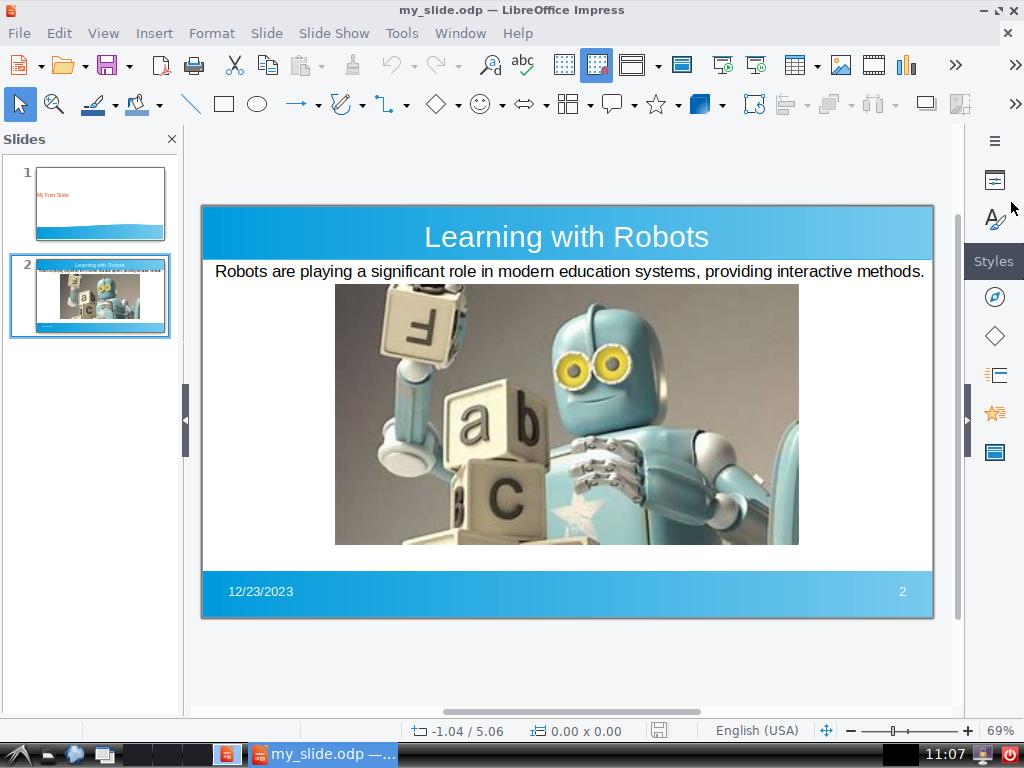 my_slide.odp — LibreOffice Impress
File Edit View Insert Format Slide Slide Show Tools Window Help
Slides
1
My First Slide
2
Learning with Robots
Learning with Robots
Robots are playing a significant role in modern education systems, providing interactive methods.
F
a b
B C
12/23/2023
2
Styles
-1.04 / 5.06
0.00 x 0.00
English (USA)
69%
my_slide.odp —...
11:07